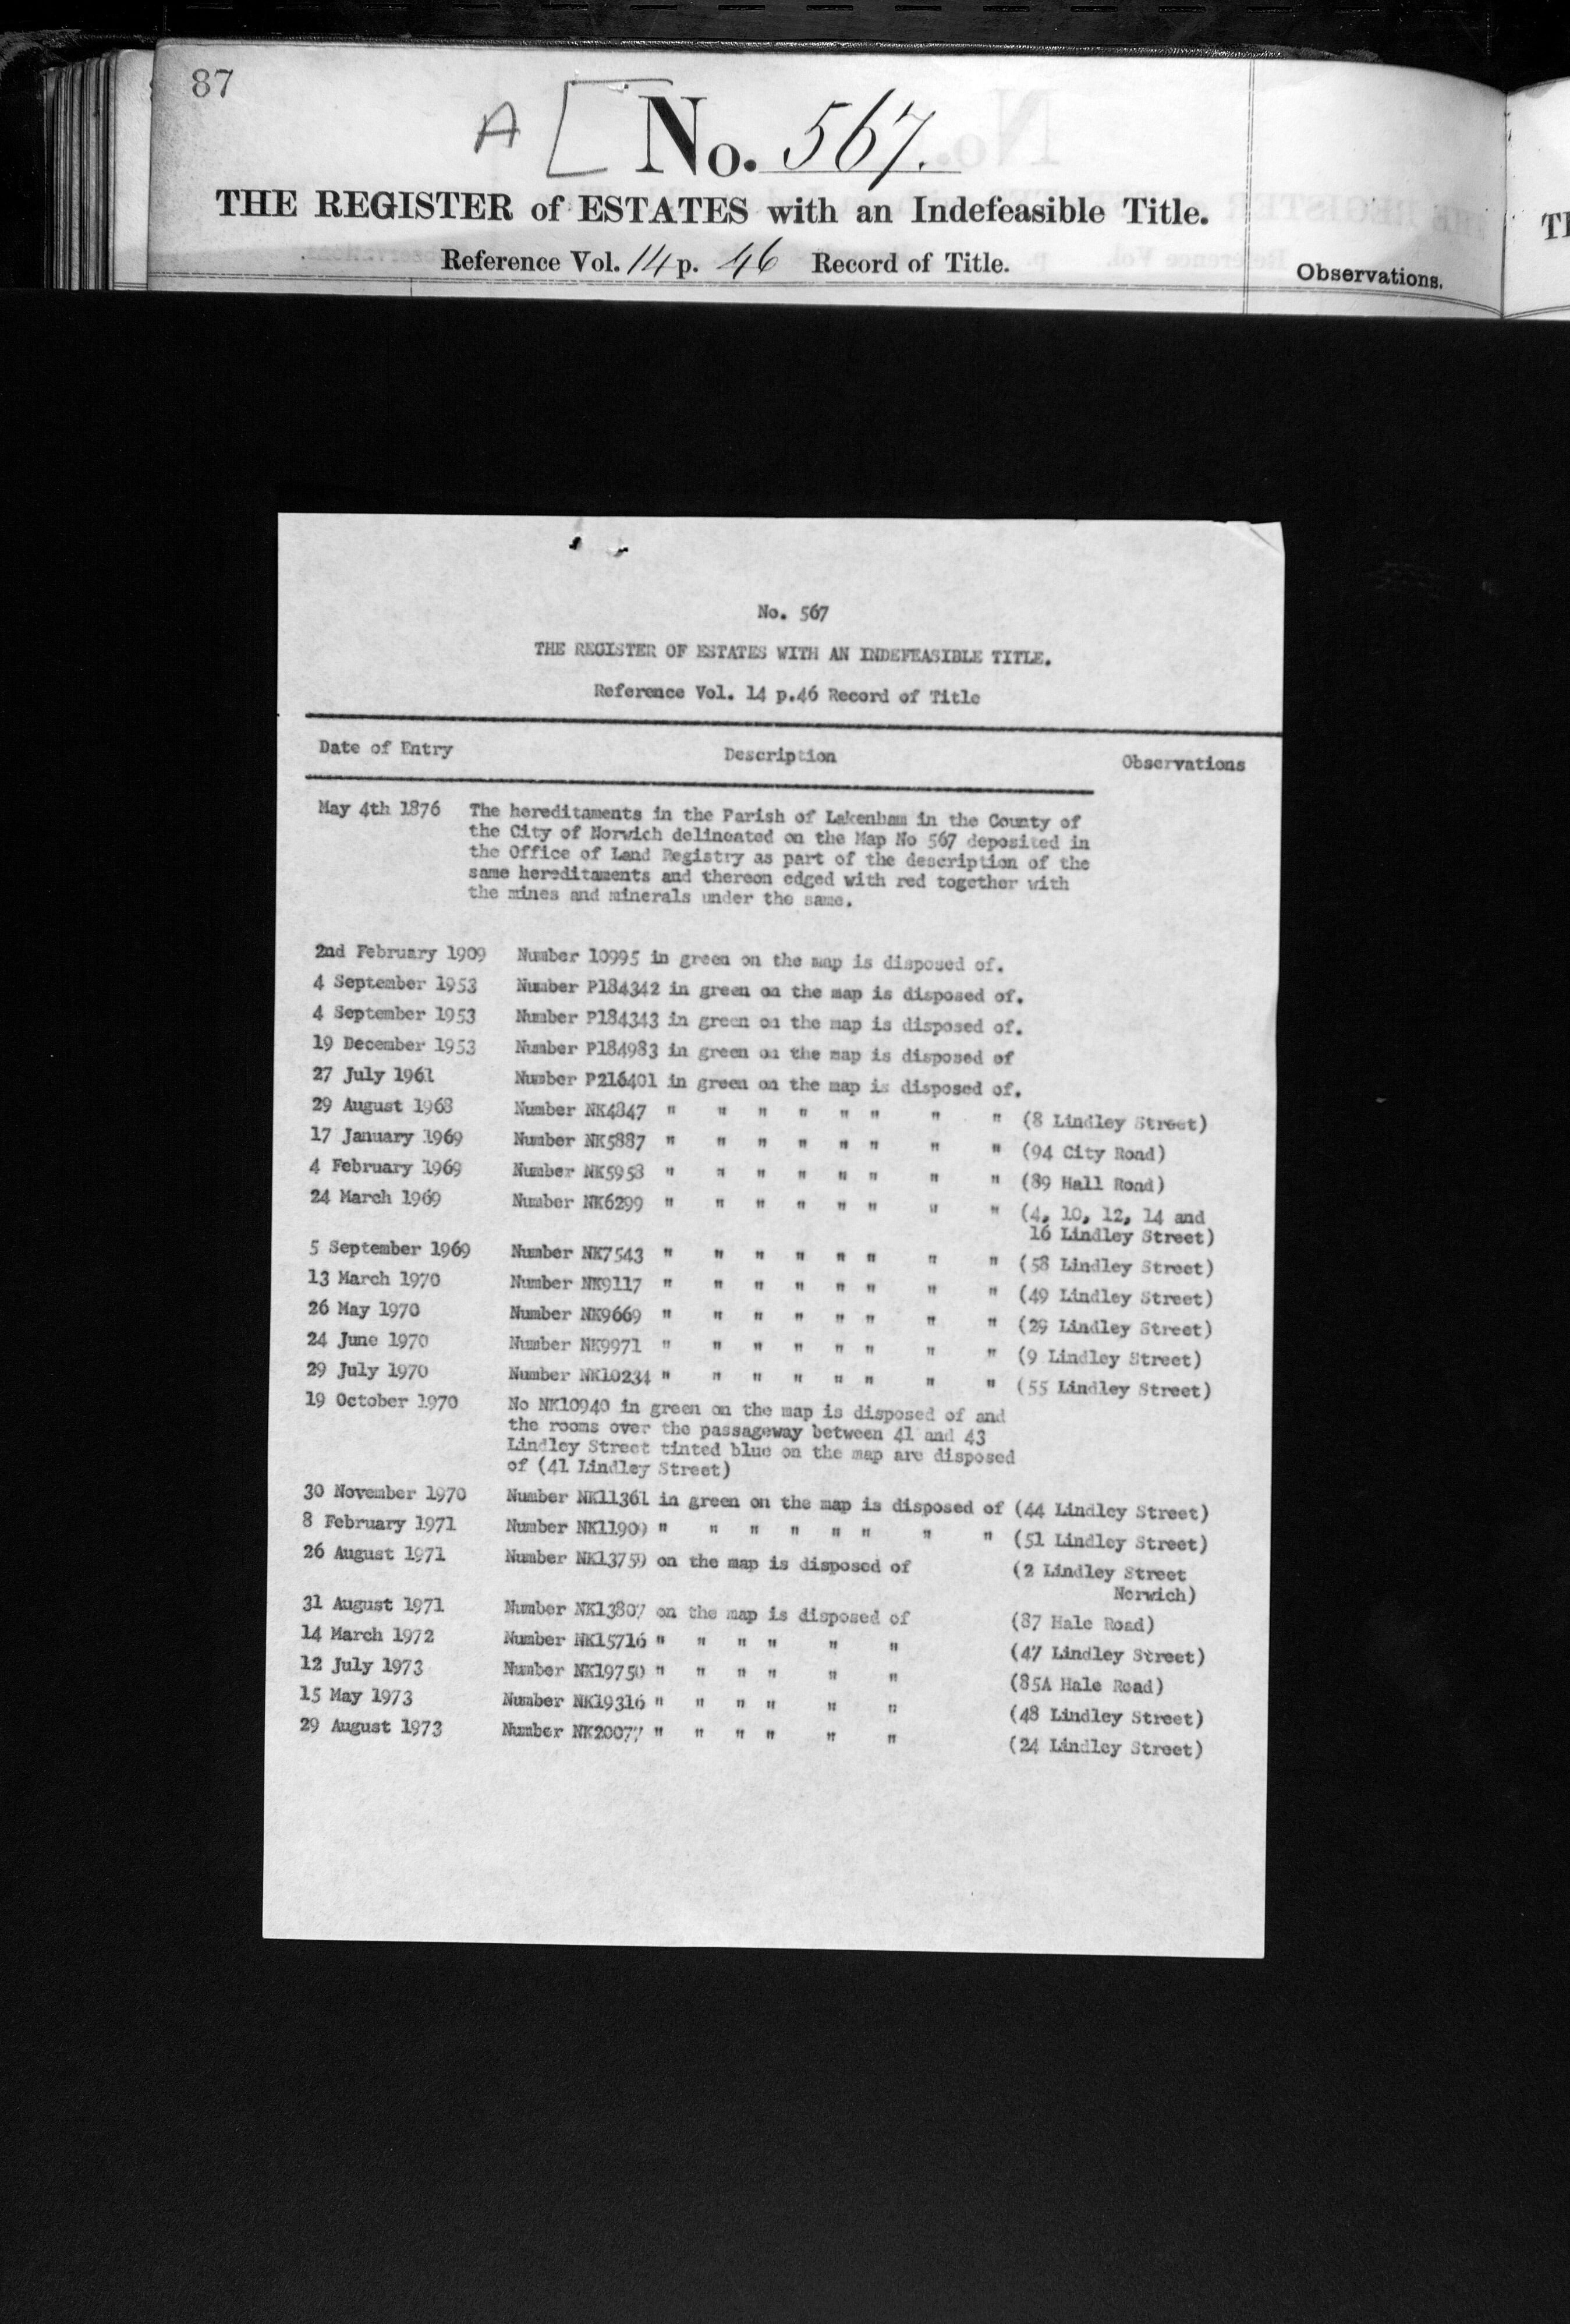 87
A [ No. 567.
THE REGISTER of ESTATES with an Indefeasible Title.
Reference Vol. 14 p. 46 Record of Title.
Observations.
No. 567
THE REGISTER OF ESTATES WITH AN INDEFEASIBLE TITLE.
Reference Vol. 14 p.46 Record of Title
Date of Entry Description Observations
May 4th 1876 The hereditaments in the Parish of Lakenham in the County of
the City of Norwich delineated on the Map No 567 deposited in
the Office of Land Registry as part of the description of the
same hereditaments and thereon edged with red together with
the mines and minerals under the same.
2nd February 1909 Number 10995 in green on the map is disposed of.
4 September 1953 Number P184342 in green on the map is disposed of.
4 September 1953 Number P184343 in green on the map is disposed of.
19 December 1953 Number P184983 in green on the map is disposed of
27 July 1961 Number P216401 in green on the map is disposed of.
29 August 1968 Number NK4847 " " " " " " " " (8 Lindley Street)
17 January 1969 Number NK5887 " " " " " " " " (94 City Road)
4 February 1969 Number NK5958 " " " " " " " " (89 Hall Road)
24 March 1969 Number NK6299 " " " " " " " " (4, 10, 12, 14 and
16 Lindley Street)
5 September 1969 Number NK7543 " " " " " " " " (58 Lindley Street)
13 March 1970 Number NK9117 " " " " " " " " (49 Lindley Street)
26 May 1970 Number NK9669 " " " " " " " " (29 Lindley Street)
24 June 1970 Number NK9971 " " " " " " " " (9 Lindley Street)
29 July 1970 Number NK10234 " " " " " " " " (55 Lindley Street)
19 October 1970 No NK10940 in green on the map is disposed of and
the rooms over the passageway between 41 and 43
Lindley Street tinted blue on the map are disposed
of (41 Lindley Street)
30 November 1970 Number NK11361 in green on the map is disposed of (44 Lindley Street)
8 February 1971 Number NK11909 " " " " " " " " (51 Lindley Street)
26 August 1971 Number NK13759 on the map is disposed of (2 Lindley Street
Norwich)
31 August 1971 Number NK13807 on the map is disposed of (87 Hale Road)
14 March 1972 Number NK15716 " " " " " " (47 Lindley Street)
12 July 1973 Number NK19750 " " " " " " (85A Hale Road)
15 May 1973 Number NK19316 " " " " " " (48 Lindley Street)
29 August 1973 Number NK20077 " " " " " " (24 Lindley Street)